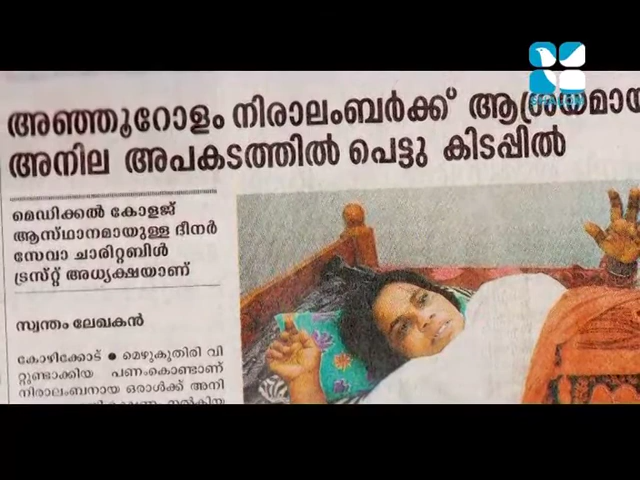 SHALOM
അഞ്ഞൂറോളം നിരാലംബർക്ക് ആശ്രയമായ
അനില അപകടത്തിൽ പെട്ടു കിടപ്പിൽ
മെഡിക്കൽ കോളജ്
ആസ്ഥാനമായുള്ള ദീനർ
സേവാ ചാരിറ്റബിൾ
ട്രസ്റ്റ് അധ്യക്ഷയാണ്
സ്വന്തം ലേഖകൻ
കോഴിക്കോട് ● മെഴുകുതിരി വി
റ്റുണ്ടാക്കിയ പണംകൊണ്ടാണ്
നിരാലംബനായ ഒരാൾക്ക് അനി